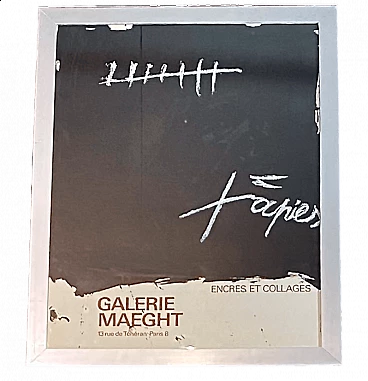 Tàpies
ENCRES ET COLLAGES
GALERIE
MAEGHT
13 rue de Téhéran Paris 8